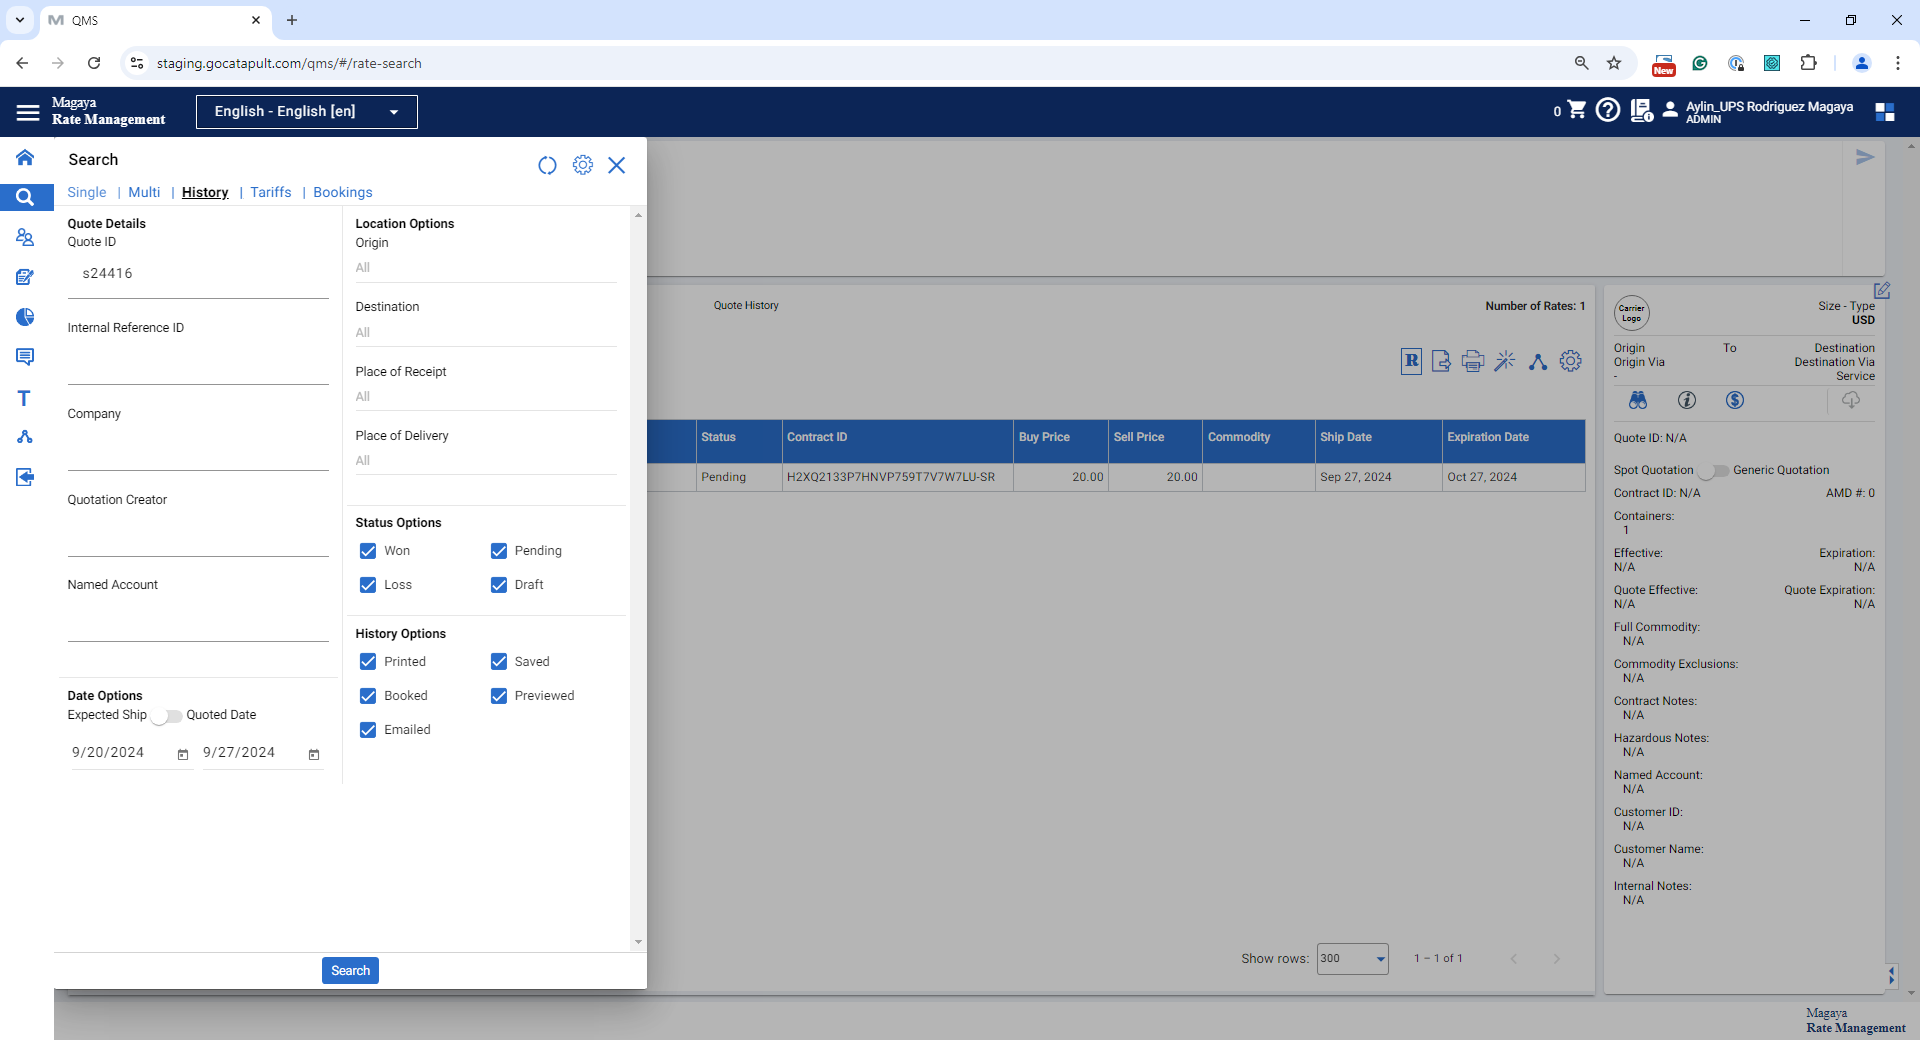 QMS
staging.gocatapult.com/qms/#/rate-search
New
Magaya
Rate Management
English - English [en]
0
Aylin_UPS Rodriguez Magaya
ADMIN
Search
Single | Multi | History | Tariffs | Bookings
Quote Details
Quote ID
s24416
Internal Reference ID
Company
Quotation Creator
Named Account
Date Options
Expected Ship Quoted Date
9/20/2024 9/27/2024
Location Options
Origin
All
Destination
All
Place of Receipt
All
Place of Delivery
All
Status Options
Won Pending
Loss Draft
History Options
Printed Saved
Booked Previewed
Emailed
Search
Quote History
Number of Rates: 1
R
Status Contract ID Buy Price Sell Price Commodity Ship Date Expiration Date
Pending H2XQ2133P7HNVP759T7V7W7LU-SR 20.00 20.00 Sep 27, 2024 Oct 27, 2024
Show rows: 300 1 – 1 of 1
Carrier
Logo
Size - Type
USD
Origin To Destination
Origin Via Destination Via
- Service
Quote ID: N/A
Spot Quotation Generic Quotation
Contract ID: N/A AMD #: 0
Containers:
1
Effective: Expiration:
N/A N/A
Quote Effective: Quote Expiration:
N/A N/A
Full Commodity:
N/A
Commodity Exclusions:
N/A
Contract Notes:
N/A
Hazardous Notes:
N/A
Named Account:
N/A
Customer ID:
N/A
Customer Name:
N/A
Internal Notes:
N/A
Magaya
Rate Management